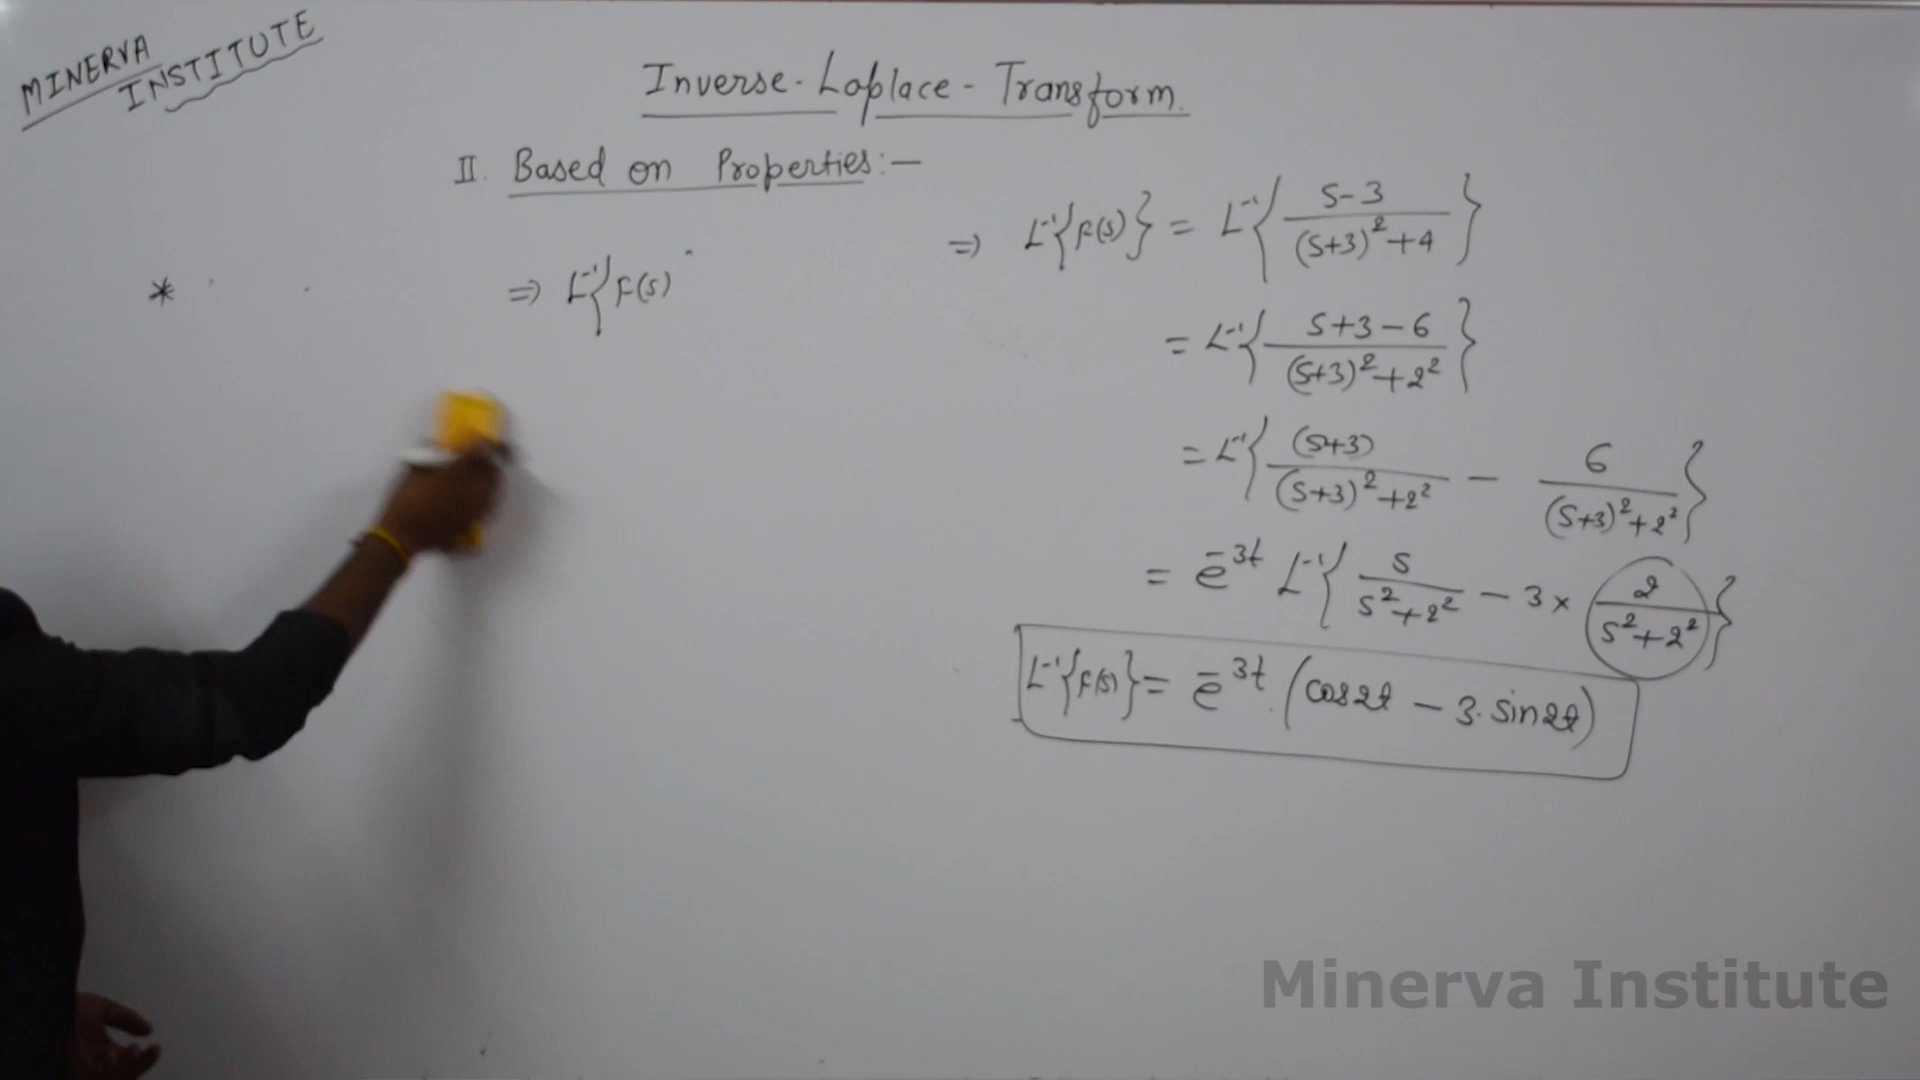 MINERVA
INSTITUTE
Inverse-Laplace-Transform.
II. Based on Properties:-
* ⇒ L⁻¹{F(s)
⇒ L⁻¹{F(s)} = L⁻¹{(s-3)/((s+3)²+4)}
= L⁻¹{(s+3-6)/((s+3)²+2²)}
= L⁻¹{(s+3)/((s+3)²+2²) - 6/((s+3)²+2²)}
= e⁻³ᵗ L⁻¹{s/(s²+2²) - 3×2/(s²+2²)}
L⁻¹{F(s)} = e⁻³ᵗ.(cos2t - 3.sin2t)
Minerva Institute